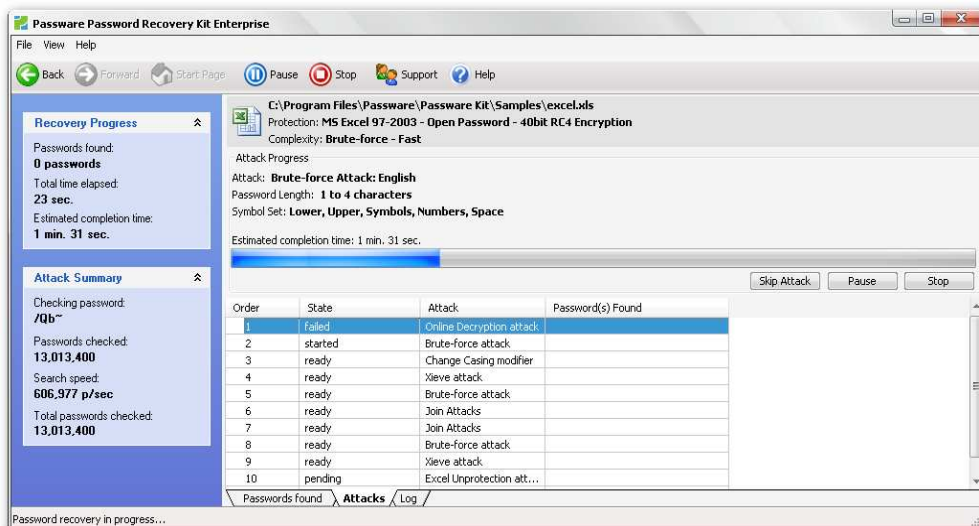 Passware Password Recovery Kit Enterprise
File View Help
Back Forward Start Page Pause Stop Support Help
Recovery Progress
Passwords found:
0 passwords
Total time elapsed:
23 sec.
Estimated completion time:
1 min. 31 sec.
Attack Summary
Checking password:
/Qb~
Passwords checked:
13,013,400
Search speed:
606,977 p/sec
Total passwords checked:
13,013,400
C:\Program Files\Passware\Passware Kit\Samples\excel.xls
Protection: MS Excel 97-2003 - Open Password - 40bit RC4 Encryption
Complexity: Brute-force - Fast
Attack Progress
Attack: Brute-force Attack: English
Password Length: 1 to 4 characters
Symbol Set: Lower, Upper, Symbols, Numbers, Space
Estimated completion time: 1 min. 31 sec.
Skip Attack Pause Stop
Order State Attack Password(s) Found
1 failed Online Decryption attack
2 started Brute-force attack
3 ready Change Casing modifier
4 ready Xieve attack
5 ready Brute-force attack
6 ready Join Attacks
7 ready Join Attacks
8 ready Brute-force attack
9 ready Xieve attack
10 pending Excel Unprotection att...
Passwords found Attacks Log
Password recovery in progress...